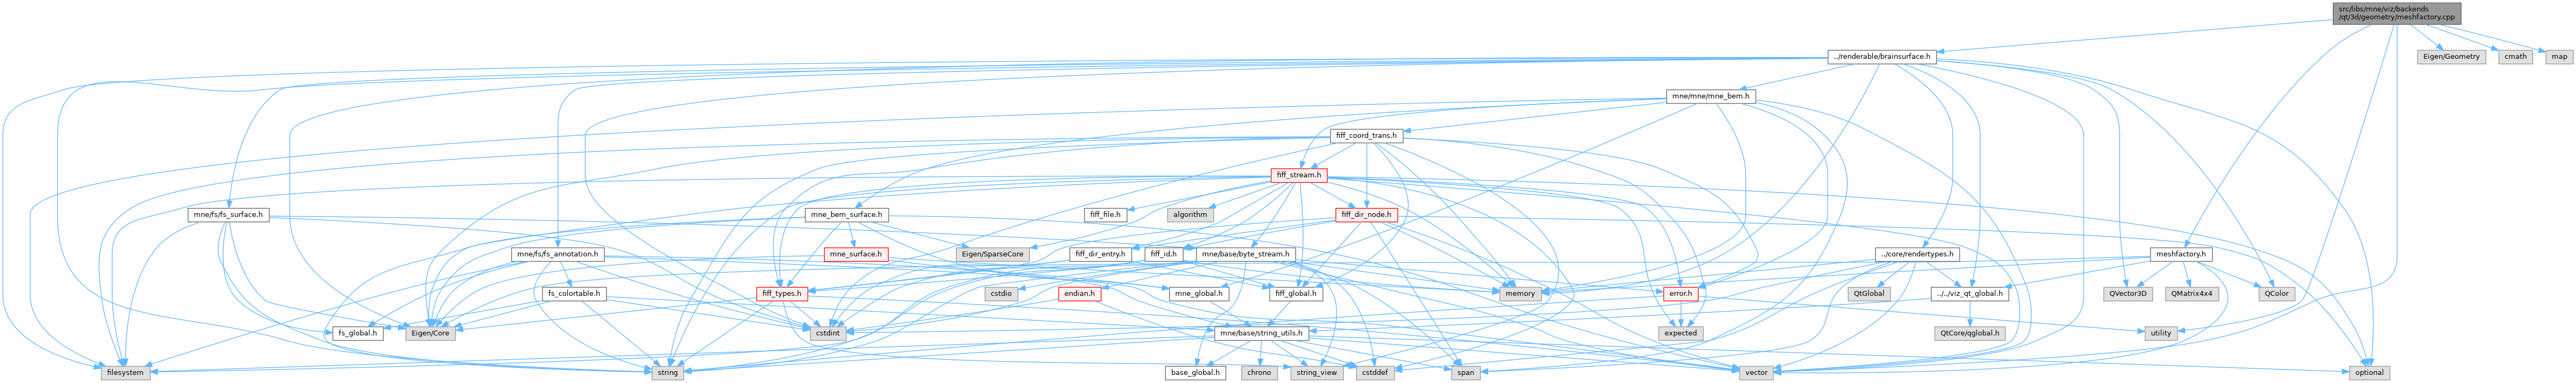 src/libs/mne/viz/backends
/qt/3d/geometry/meshfactory.cpp
../renderable/brainsurface.h
Eigen/Geometry
cmath
map
mne/mne/mne_bem.h
fiff_coord_trans.h
fiff_stream.h
mne/fs/fs_surface.h
mne_bem_surface.h
fiff_file.h
algorithm
fiff_dir_node.h
mne/fs/fs_annotation.h
mne_surface.h
Eigen/SparseCore
fiff_dir_entry.h
fiff_id.h
mne/base/byte_stream.h
../core/rendertypes.h
meshfactory.h
fs_colortable.h
fiff_types.h
cstdio
endian.h
mne_global.h
fiff_global.h
memory
error.h
QtGlobal
../../viz_qt_global.h
QVector3D
QMatrix4x4
QColor
fs_global.h
Eigen/Core
cstdint
mne/base/string_utils.h
expected
QtCore/qglobal.h
utility
filesystem
string
base_global.h
chrono
string_view
cstddef
span
vector
optional